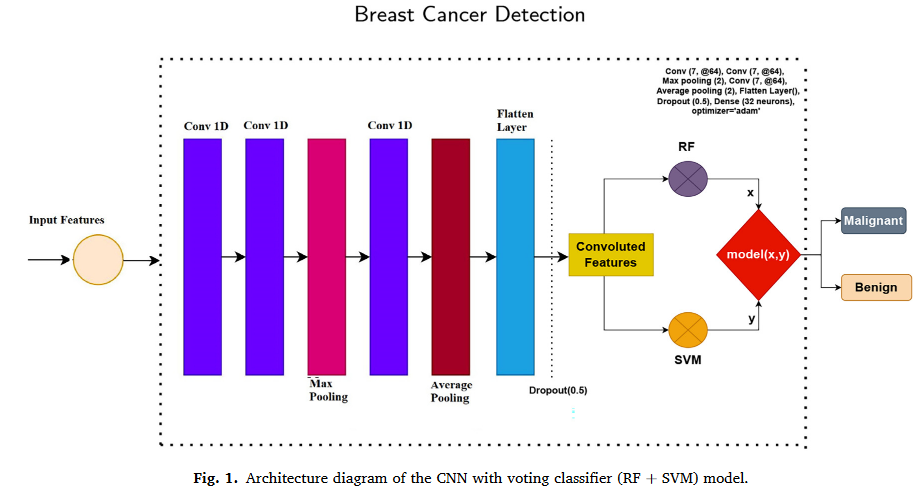 Breast Cancer Detection
Conv (7, @64), Conv (7, @64),
Max pooling (2), Conv (7, @64),
Average pooling (2), Flatten Layer(),
Dropout (0.5), Dense (32 neurons),
optimizer='adam'
Input Features
Conv 1D
Conv 1D
Max
Pooling
Conv 1D
Average
Pooling
Flatten
Layer
Dropout(0.5)
Convoluted
Features
RF
SVM
x
y
model(x,y)
Malignant
Benign
Fig. 1. Architecture diagram of the CNN with voting classifier (RF + SVM) model.